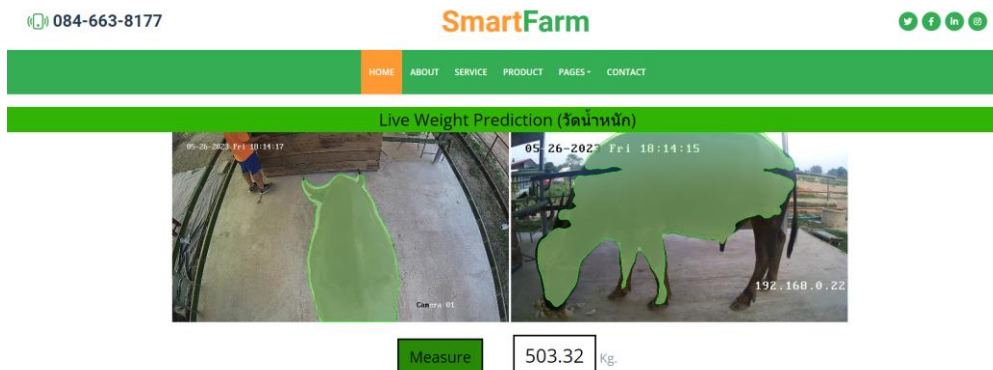 084-663-8177
SmartFarm
HOME ABOUT SERVICE PRODUCT PAGES CONTACT
Live Weight Prediction (วัดน้ำหนัก)
05-26-2023 Fri 18:14:17
05-26-2023 Fri 18:14:15
Camera 01
192.168.0.22
Measure 503.32 Kg.